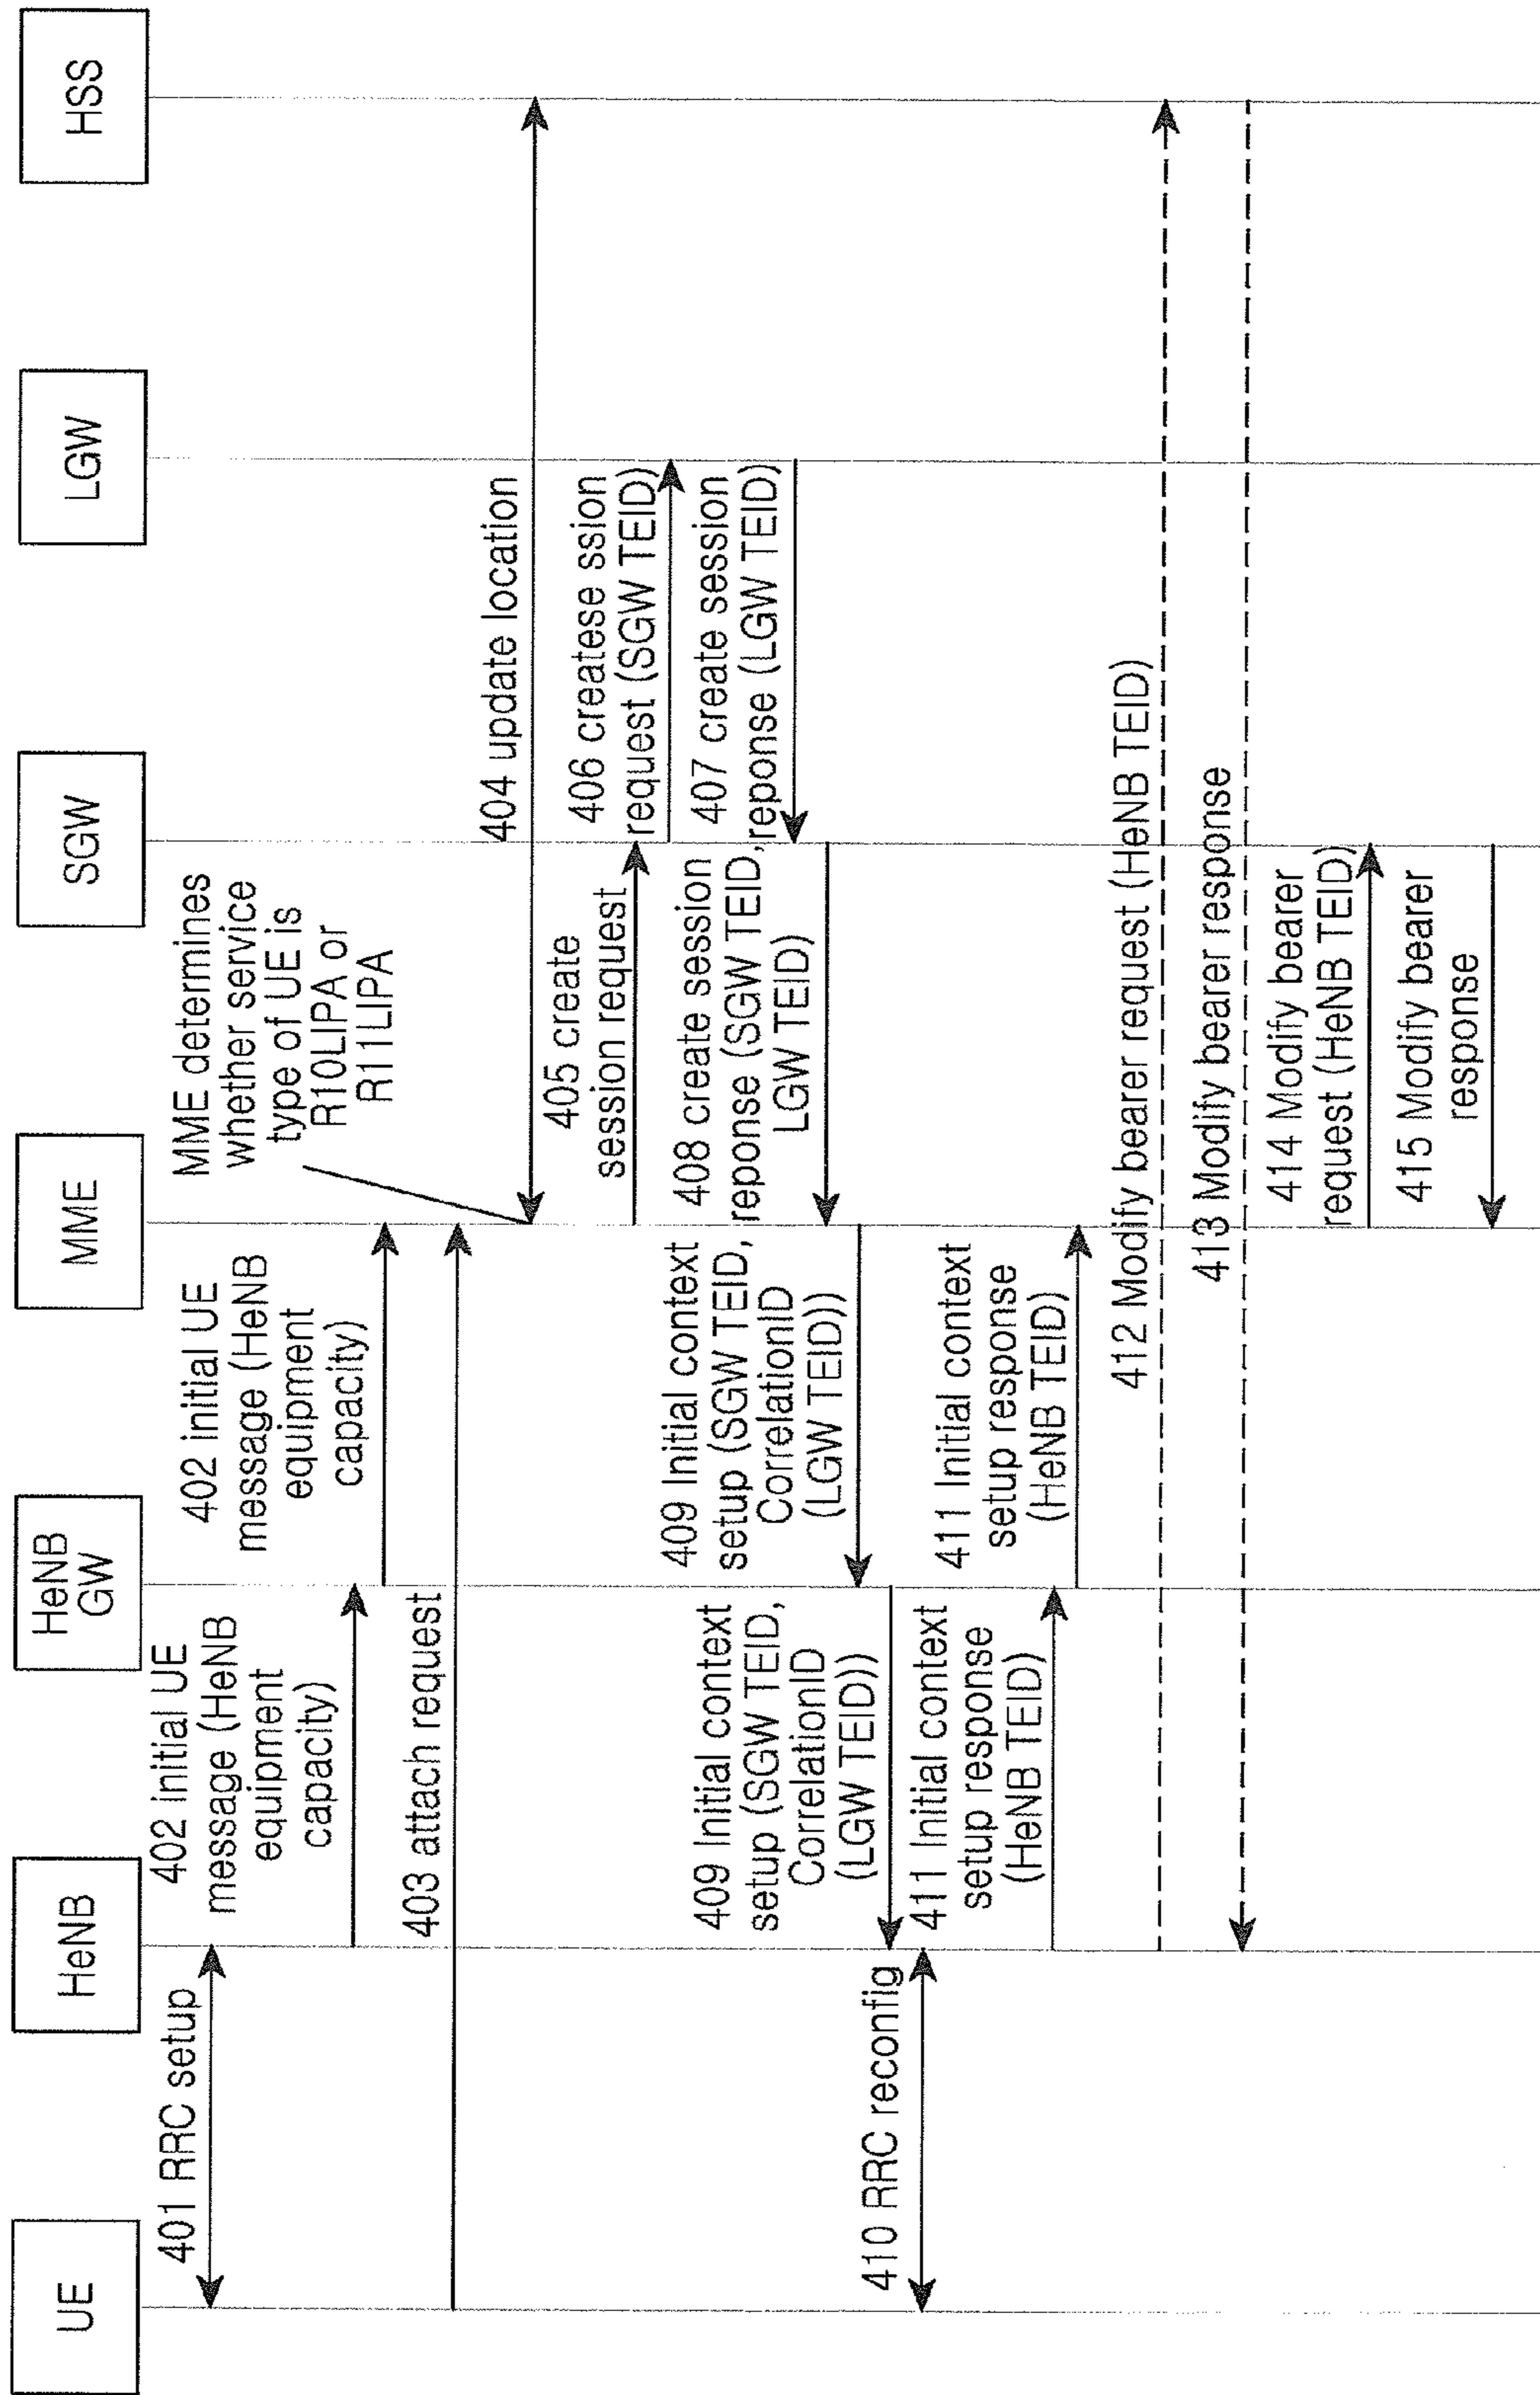 UE
HeNB
HeNB
GW
MME
SGW
LGW
HSS
401 RRC setup
402 initial UE
message (HeNB
equipment
capacity)
402 initial UE
message (HeNB
equipment
capacity)
403 attach request
MME determines
whether service
type of UE is
R10LIPA or
R11LIPA
404 update location
405 create
session request
406 createse ssion
request (SGW TEID)
407 create session
reponse (LGW TEID)
408 create session
reponse (SGW TEID,
LGW TEID)
409 Initial context
setup (SGW TEID,
CorrelationID
(LGW TEID))
409 Initial context
setup (SGW TEID,
CorrelationID
(LGW TEID))
410 RRC reconfig
411 Initial context
setup response
(HeNB TEID)
411 Initial context
setup response
(HeNB TEID)
412 Modify bearer request (HeNB TEID)
413 Modify bearer response
414 Modify bearer
request (HeNB TEID)
415 Modify bearer
response